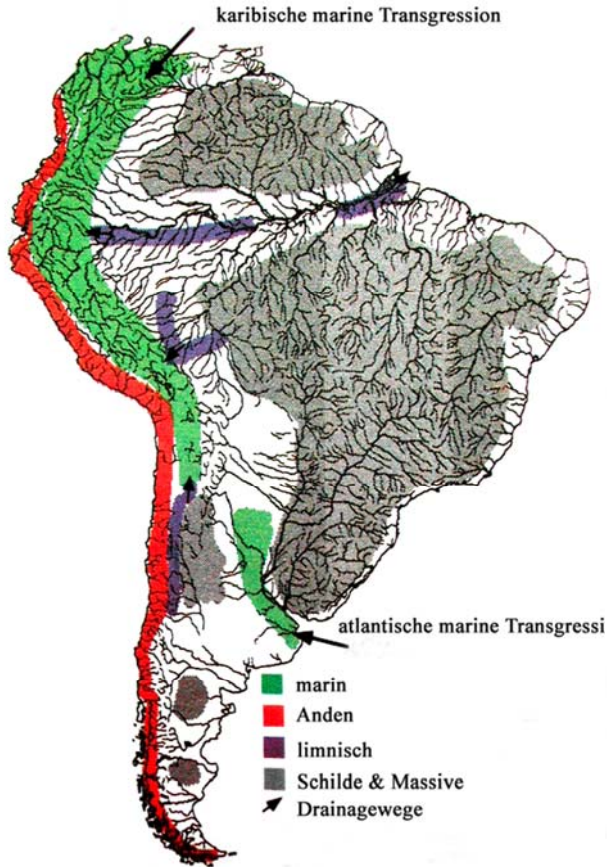 karibische marine Transgression
atlantische marine Transgressi
marin
Anden
limnisch
Schilde & Massive
Drainagewege